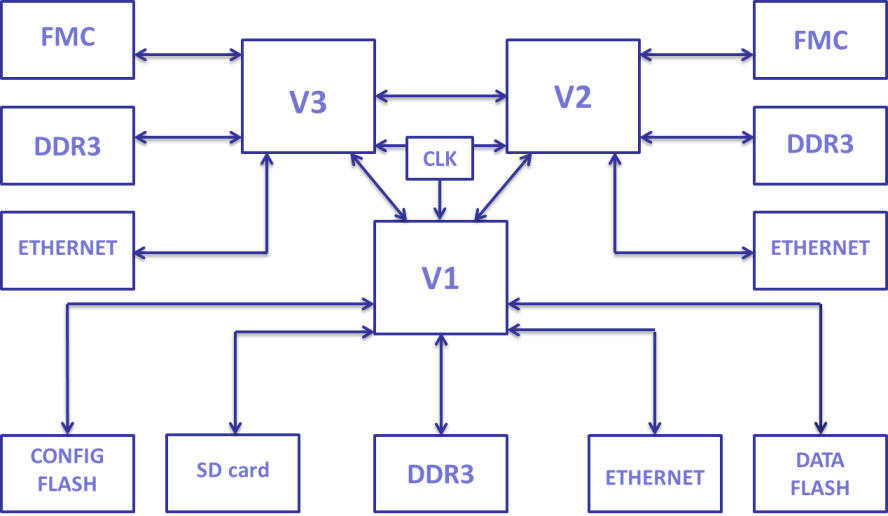 FMC
FMC
V3
V2
DDR3
DDR3
CLK
ETHERNET
ETHERNET
V1
CONFIG
FLASH
SD card
DDR3
ETHERNET
DATA
FLASH